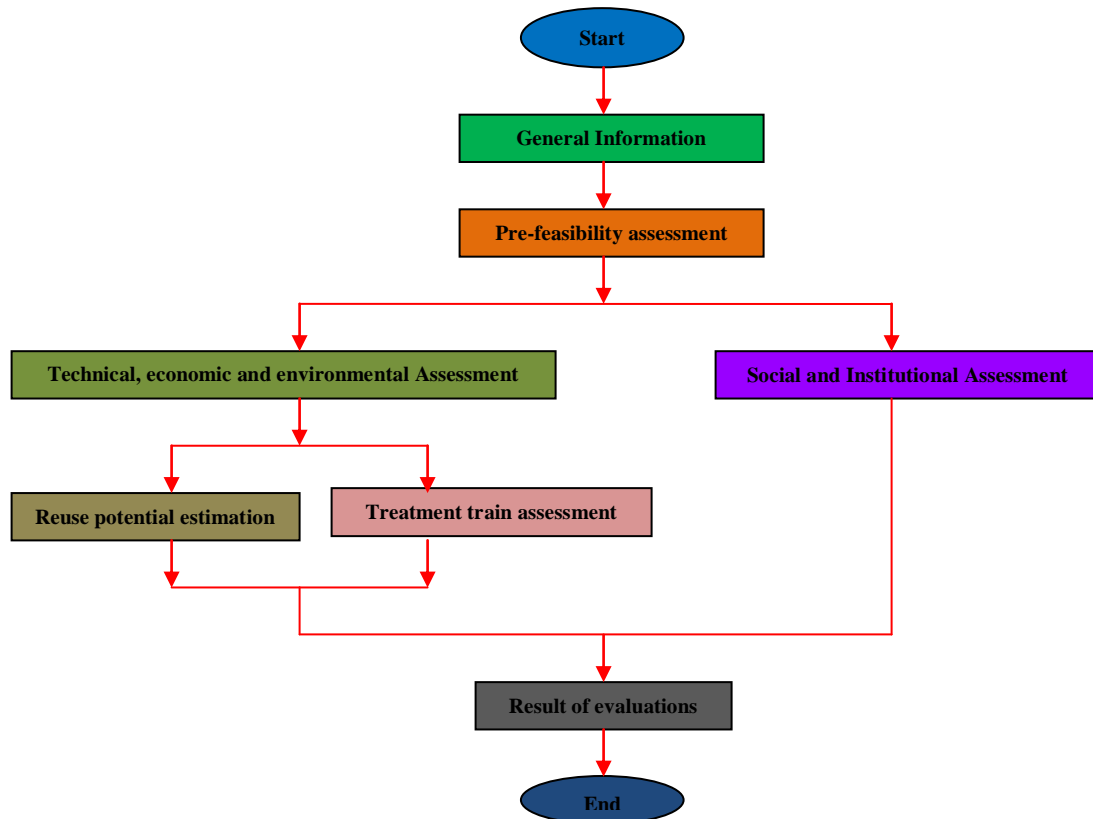 Start
General Information
Pre-feasibility assessment
Technical, economic and environmental Assessment
Social and Institutional Assessment
Reuse potential estimation
Treatment train assessment
Result of evaluations
End